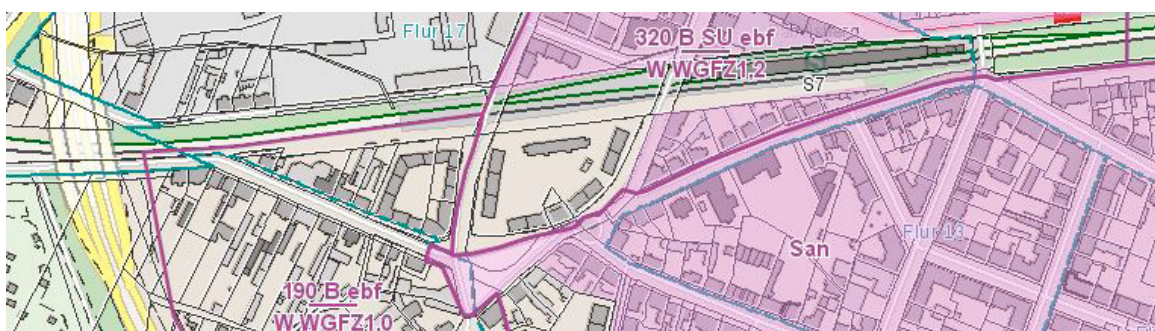 Flur 17
320 B SU ebf
W WGFZ1,2
S7
San
Flur 13
190 B ebf
W WGFZ1,0